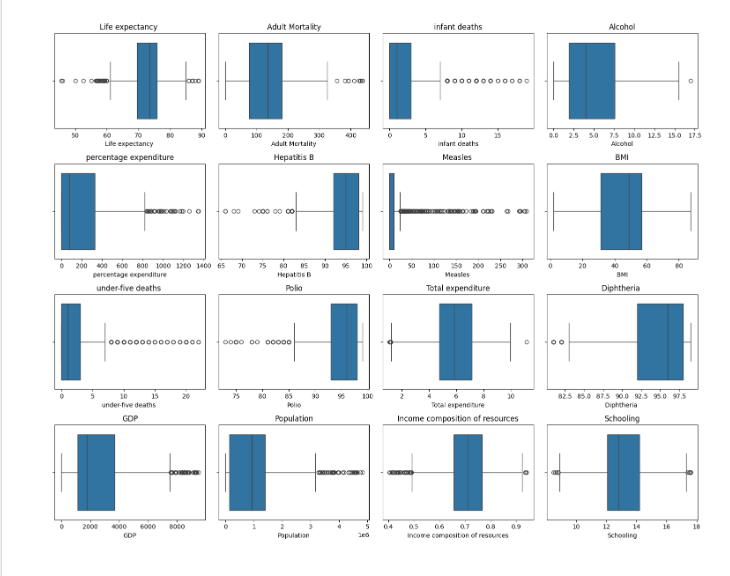 Life expectancy Adult Mortality infant deaths Alcohol
50 60 70 80 90 0 100 200 300 400 0 5 10 15 0.0 2.5 5.0 7.5 10.0 12.5 15.0 17.5
Life expectancy Adult Mortality infant deaths Alcohol
percentage expenditure Hepatitis B Measles BMI
0 200 400 600 800 1000 1200 1400 65 70 75 80 85 90 95 100 0 50 100 150 200 250 300 0 20 40 60 80
percentage expenditure Hepatitis B Measles BMI
under-five deaths Polio Total expenditure Diphtheria
0 5 10 15 20 75 80 85 90 95 100 2 4 6 8 10 82.5 85.0 87.5 90.0 92.5 95.0 97.5
under-five deaths Polio Total expenditure Diphtheria
GDP Population Income composition of resources Schooling
0 2000 4000 6000 8000 0 1 2 3 4 5 0.4 0.5 0.6 0.7 0.8 0.9 10 12 14 16 18
1e6
GDP Population Income composition of resources Schooling